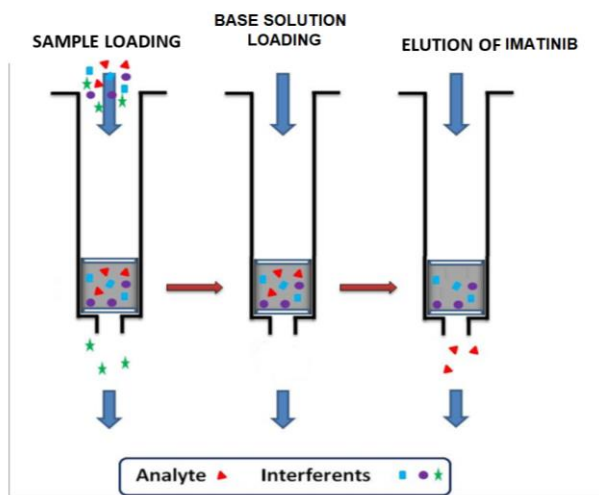 SAMPLE LOADING
BASE SOLUTION
LOADING
ELUTION OF IMATINIB
Analyte
Interferents